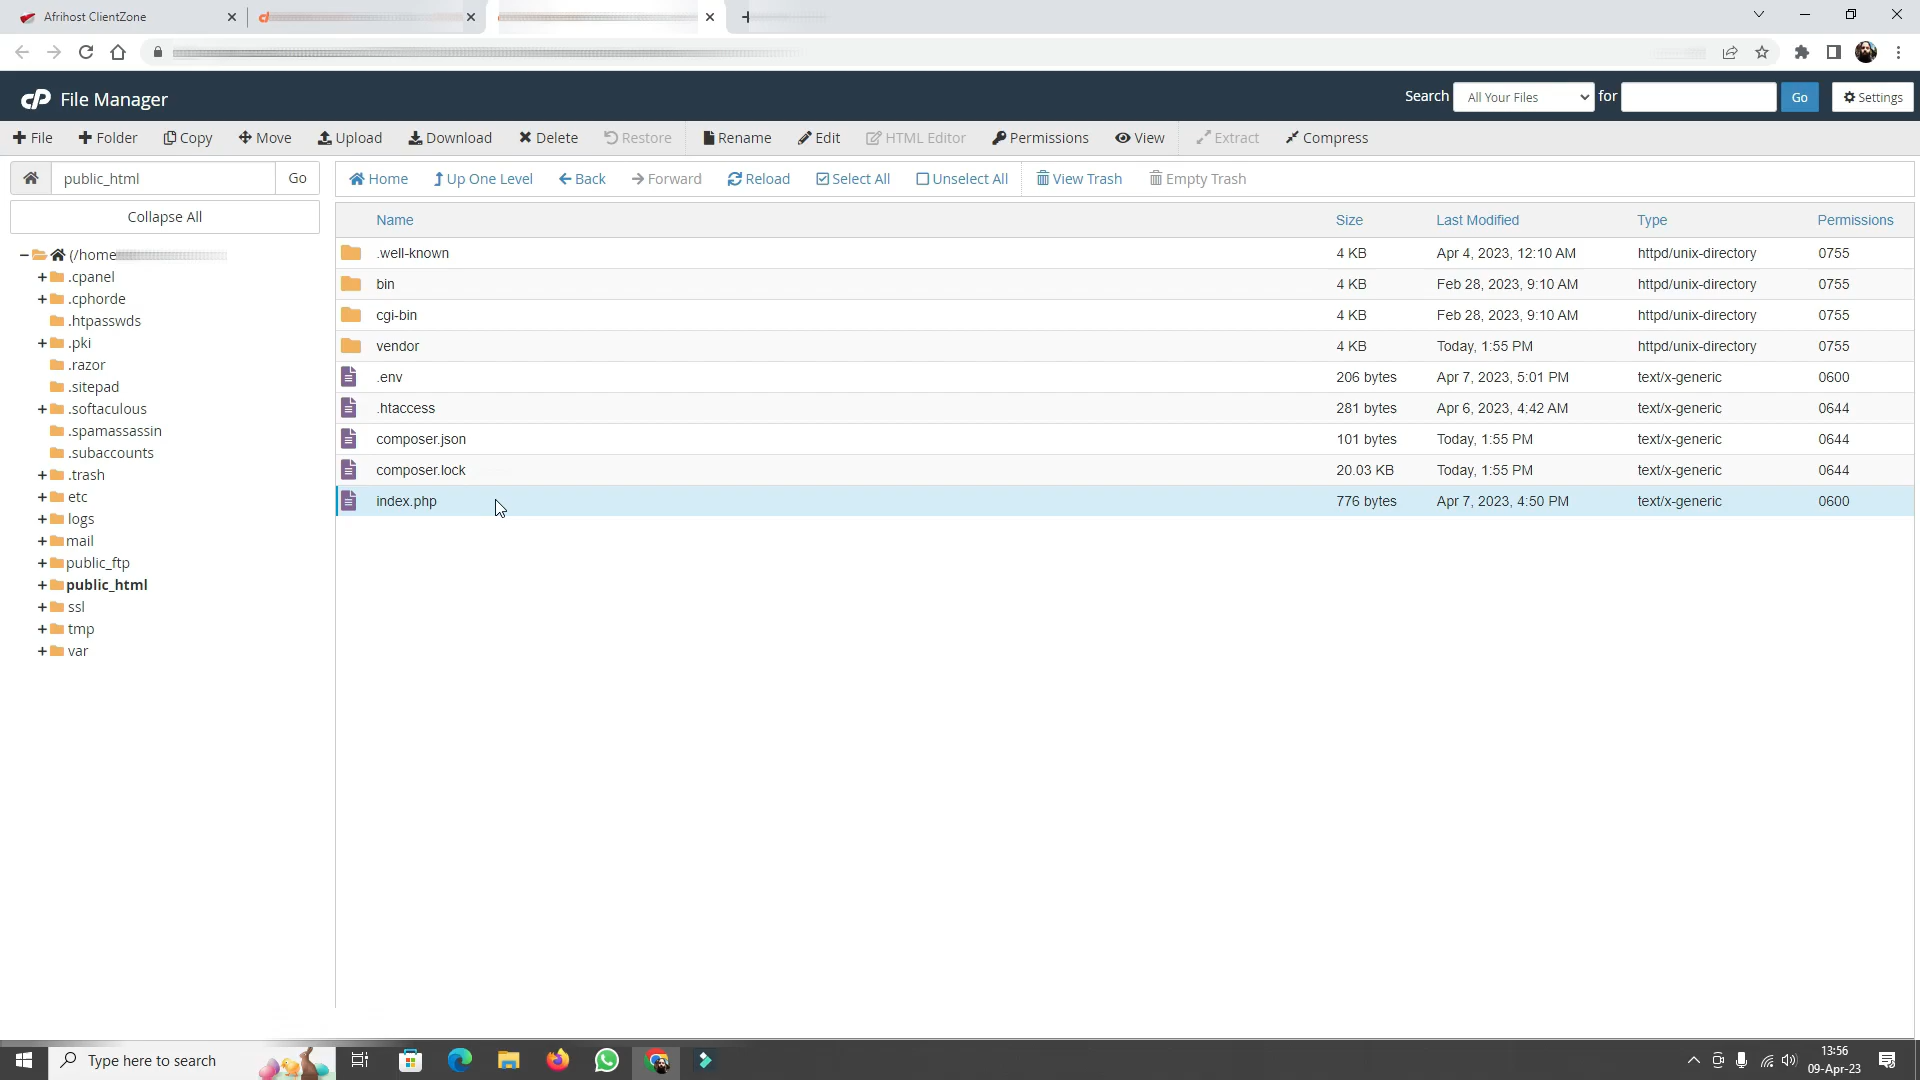 Afrihost ClientZone
cP File Manager
Search All Your Files for Go Settings
File Folder Copy Move Upload Download Delete Restore Rename Edit HTML Editor Permissions View Extract Compress
public_html Go
Home Up One Level Back Forward Reload Select All Unselect All View Trash Empty Trash
Collapse All
(/home
.cpanel
.cphorde
.htpasswds
.pki
.razor
.sitepad
.softaculous
.spamassassin
.subaccounts
.trash
etc
logs
mail
public_ftp
public_html
ssl
tmp
var
Name Size Last Modified Type Permissions
.well-known 4 KB Apr 4, 2023, 12:10 AM httpd/unix-directory 0755
bin 4 KB Feb 28, 2023, 9:10 AM httpd/unix-directory 0755
cgi-bin 4 KB Feb 28, 2023, 9:10 AM httpd/unix-directory 0755
vendor 4 KB Today, 1:55 PM httpd/unix-directory 0755
.env 206 bytes Apr 7, 2023, 5:01 PM text/x-generic 0600
.htaccess 281 bytes Apr 6, 2023, 4:42 AM text/x-generic 0644
composer.json 101 bytes Today, 1:55 PM text/x-generic 0644
composer.lock 20.03 KB Today, 1:55 PM text/x-generic 0644
index.php 776 bytes Apr 7, 2023, 4:50 PM text/x-generic 0600
Type here to search
13:56
09-Apr-23